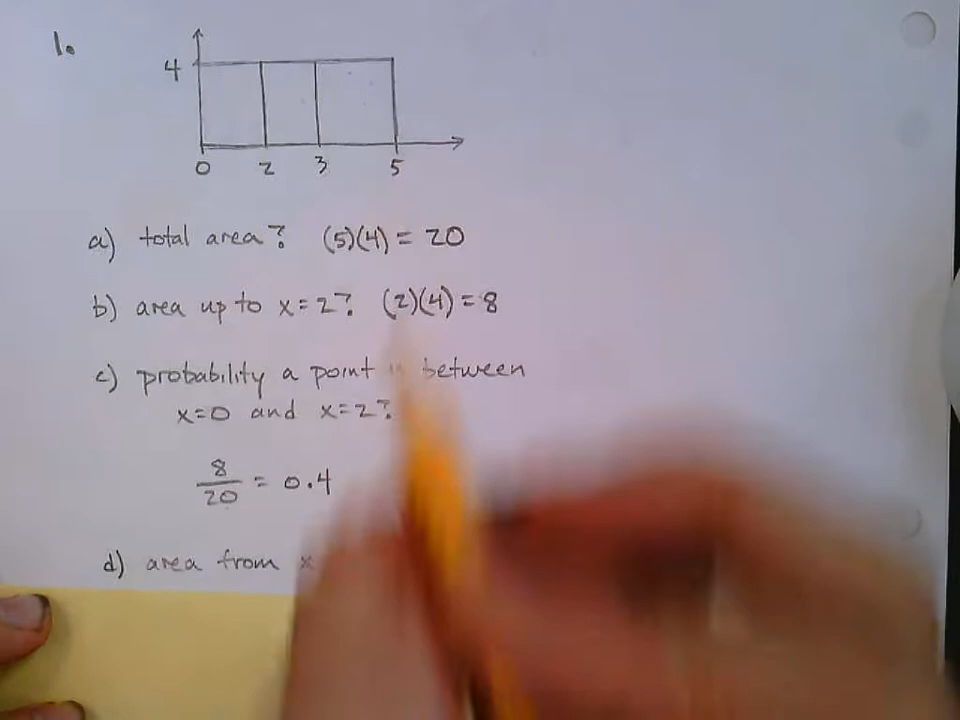 1.
4
0 2 3 5
a) total area? (5)(4) = 20
b) area up to x=2? (2)(4) = 8
c) probability a point between
x=0 and x=2?
8/20 = 0.4
d) area from x